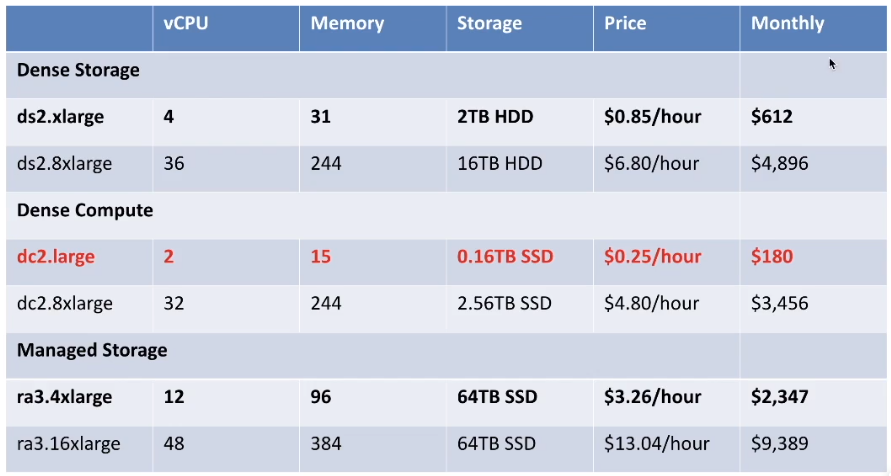 vCPU Memory Storage Price Monthly
Dense Storage
ds2.xlarge 4 31 2TB HDD $0.85/hour $612
ds2.8xlarge 36 244 16TB HDD $6.80/hour $4,896
Dense Compute
dc2.large 2 15 0.16TB SSD $0.25/hour $180
dc2.8xlarge 32 244 2.56TB SSD $4.80/hour $3,456
Managed Storage
ra3.4xlarge 12 96 64TB SSD $3.26/hour $2,347
ra3.16xlarge 48 384 64TB SSD $13.04/hour $9,389